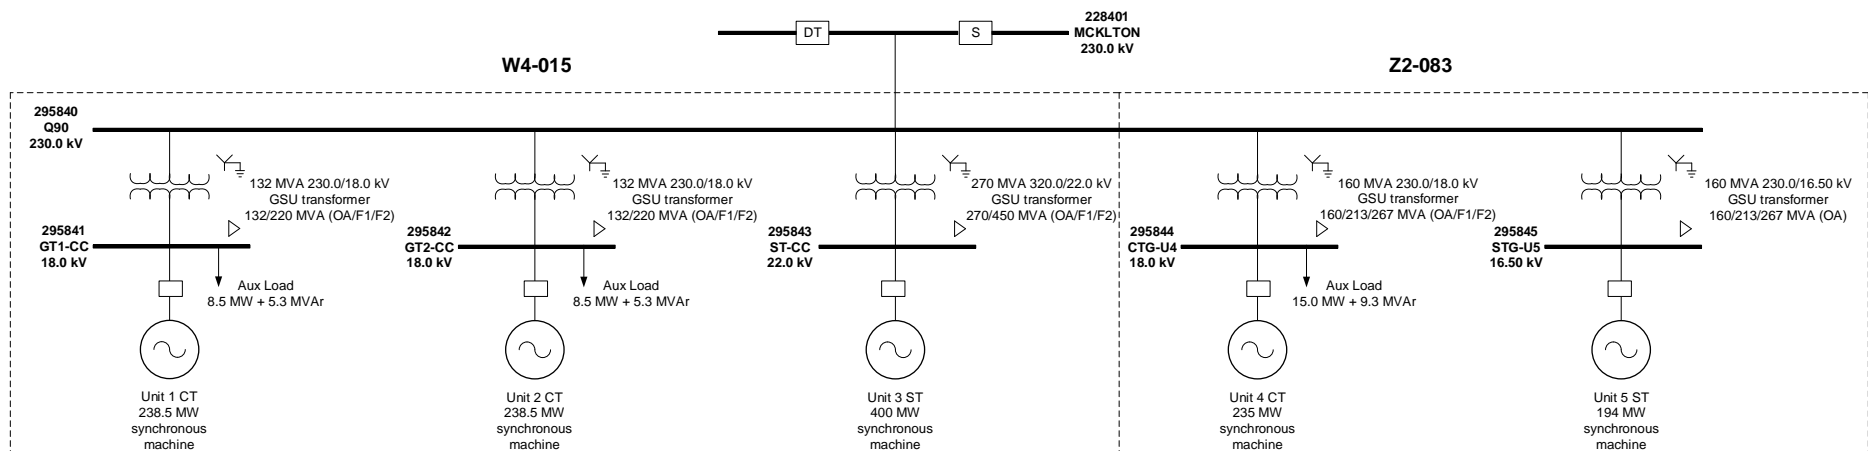 228401
MCKLTON
230.0 kV
DT
S
W4-015
Z2-083
295840
Q90
230.0 kV
132 MVA 230.0/18.0 kV
GSU transformer
132/220 MVA (OA/F1/F2)
132 MVA 230.0/18.0 kV
GSU transformer
132/220 MVA (OA/F1/F2)
270 MVA 320.0/22.0 kV
GSU transformer
270/450 MVA (OA/F1/F2)
160 MVA 230.0/18.0 kV
GSU transformer
160/213/267 MVA (OA/F1/F2)
160 MVA 230.0/16.50 kV
GSU transformer
160/213/267 MVA (OA)
295841
GT1-CC
18.0 kV
295842
GT2-CC
18.0 kV
295843
ST-CC
22.0 kV
295844
CTG-U4
18.0 kV
295845
STG-U5
16.50 kV
Aux Load
8.5 MW + 5.3 MVAr
Aux Load
8.5 MW + 5.3 MVAr
Aux Load
15.0 MW + 9.3 MVAr
Unit 1 CT
238.5 MW
synchronous
machine
Unit 2 CT
238.5 MW
synchronous
machine
Unit 3 ST
400 MW
synchronous
machine
Unit 4 CT
235 MW
synchronous
machine
Unit 5 ST
194 MW
synchronous
machine